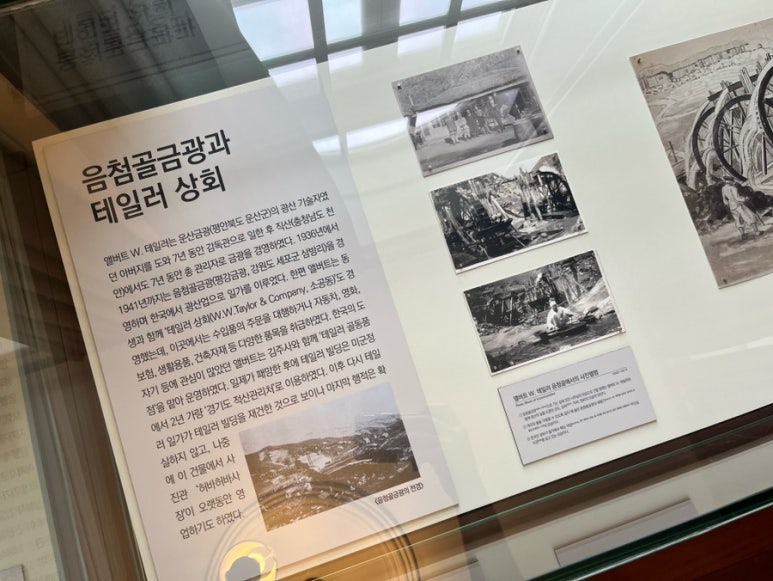 음첨골금광과
테일러 상회
앨버트 W. 테일러는 운산금광(평안북도 운산군)의 광산 기술자였
던 아버지를 도와 7년 동안 감독관으로 일한 후 직산(충청남도 천
안)에서도 7년 동안 총 관리자로 금광을 경영하였다. 1936년에서
1941년까지는 음첨골금광(평강금광, 강원도 세포군 삼방리)을 경
영하며 한국에서 광산업으로 일가를 이루었다. 한편 앨버트는 동
생과 함께 '테일러 상회(W.W.Taylor & Company, 소공동)'도 경
영했는데, 이곳에서는 수입품의 주문을 대행하거나 자동차, 영화,
보험, 생활용품, 건축자재 등 다양한 품목을 취급하였다. 한국의 도
자기 등에 관심이 많았던 앨버트는 김주사와 함께 '테일러 골동품
점'을 맡아 운영하였다. 일제가 패망한 후에 테일러 빌딩은 미군정
에서 2년 가량 '경기도 적산관리처'로 이용하였다. 이후 다시 테일
러 일가가 테일러 빌딩을 재건한 것으로 보이나 마지막 행적은 확
실하지 않고, 나중
에 이 건물에서 사
진관 '허바허바사
장'이 오랫동안 영
업하기도 하였다.
《음첨골금광의 전경》
앨버트 W. 테일러 음첨골에서의 사진앨범